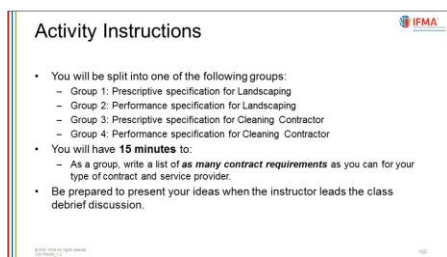 Activity Instructions
IFMA
• You will be split into one of the following groups:
– Group 1: Prescriptive specification for Landscaping
– Group 2: Performance specification for Landscaping
– Group 3: Prescriptive specification for Cleaning Contractor
– Group 4: Performance specification for Cleaning Contractor
• You will have 15 minutes to:
– As a group, write a list of as many contract requirements as you can for your
type of contract and service provider.
• Be prepared to present your ideas when the instructor leads the class
debrief discussion.